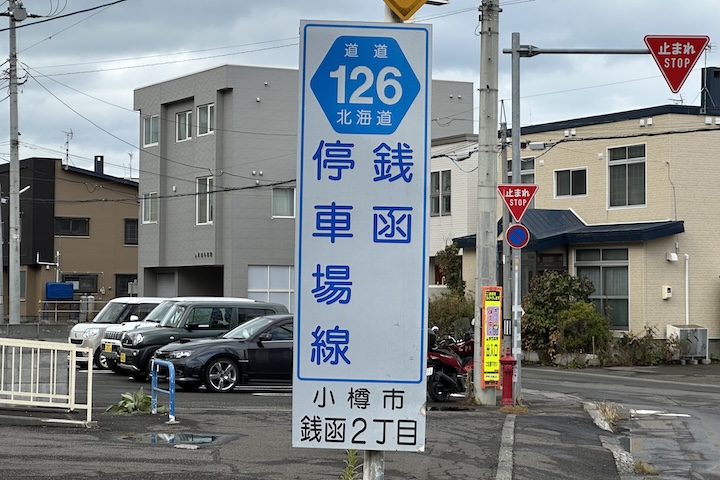 道道
126
北海道
銭函
停車場線
小樽市
銭函2丁目
止まれ
STOP
止まれ
STOP